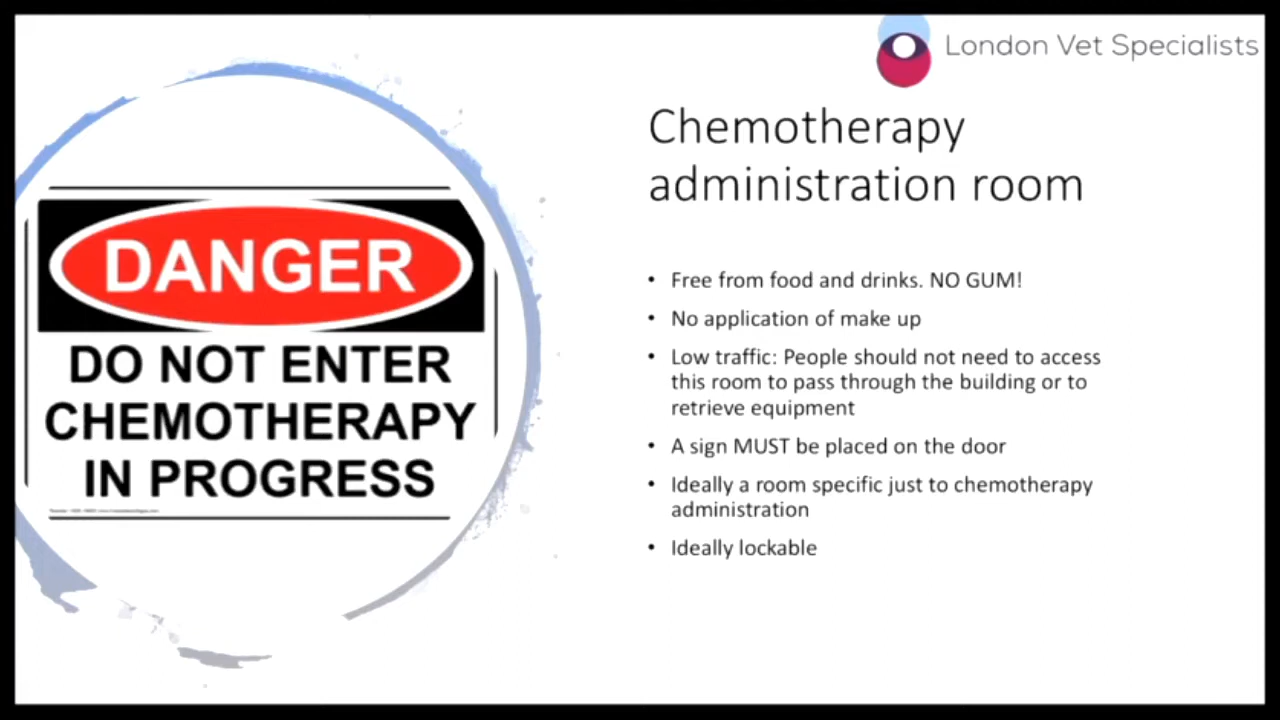 London Vet Specialists
Chemotherapy
administration room
DANGER
DO NOT ENTER
CHEMOTHERAPY
IN PROGRESS
• Free from food and drinks. NO GUM!
• No application of make up
• Low traffic: People should not need to access
this room to pass through the building or to
retrieve equipment
• A sign MUST be placed on the door
• Ideally a room specific just to chemotherapy
administration
• Ideally lockable